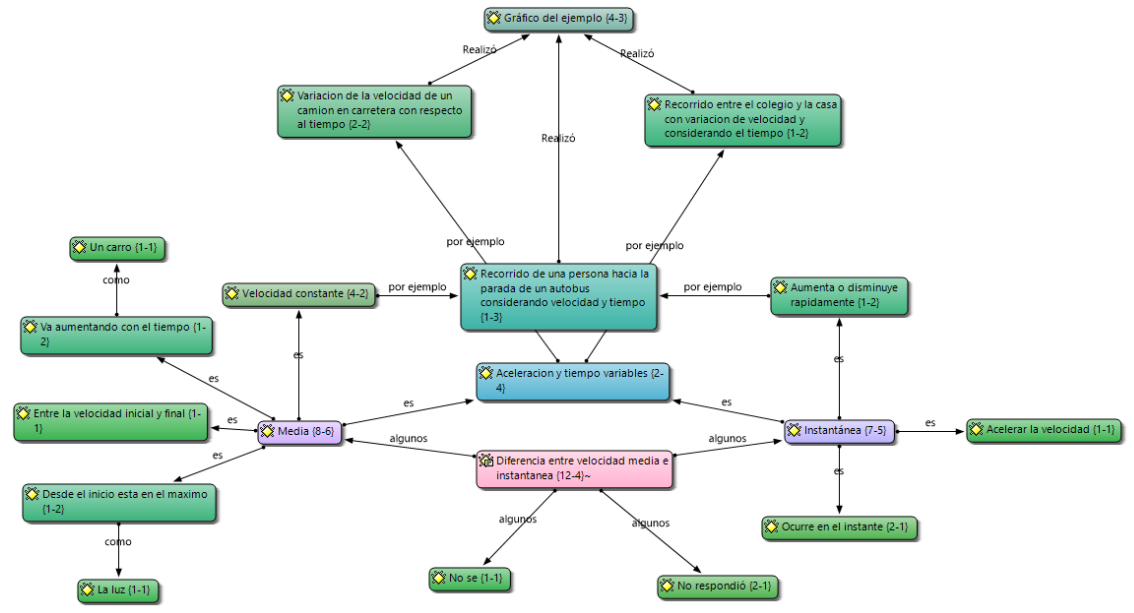 Gráfico del ejemplo {4-3}
Realizó
Realizó
Variacion de la velocidad de un
camion en carretera con respecto
al tiempo {2-2}
Recorrido entre el colegio y la casa
con variacion de velocidad y
considerando el tiempo {1-2}
Realizó
por ejemplo
por ejemplo
Un carro {1-1}
como
Recorrido de una persona hacia la
parada de un autobus
considerando velocidad y tiempo
{1-3}
Velocidad constante {4-2}
por ejemplo
por ejemplo
Aumenta o disminuye
rapidamente {1-2}
Va aumentando con el tiempo {1-
2}
es
es
es
Aceleracion y tiempo variables {2-
4}
es
es
Entre la velocidad inicial y final {1-
1}
es
Media {8-6}
algunos
algunos
Instantánea {7-5}
es
Acelerar la velocidad {1-1}
es
Diferencia entre velocidad media e
instantanea {12-4}~
es
Desde el inicio esta en el maximo
{1-2}
algunos
algunos
Ocurre en el instante {2-1}
como
La luz {1-1}
No se {1-1}
No respondió {2-1}